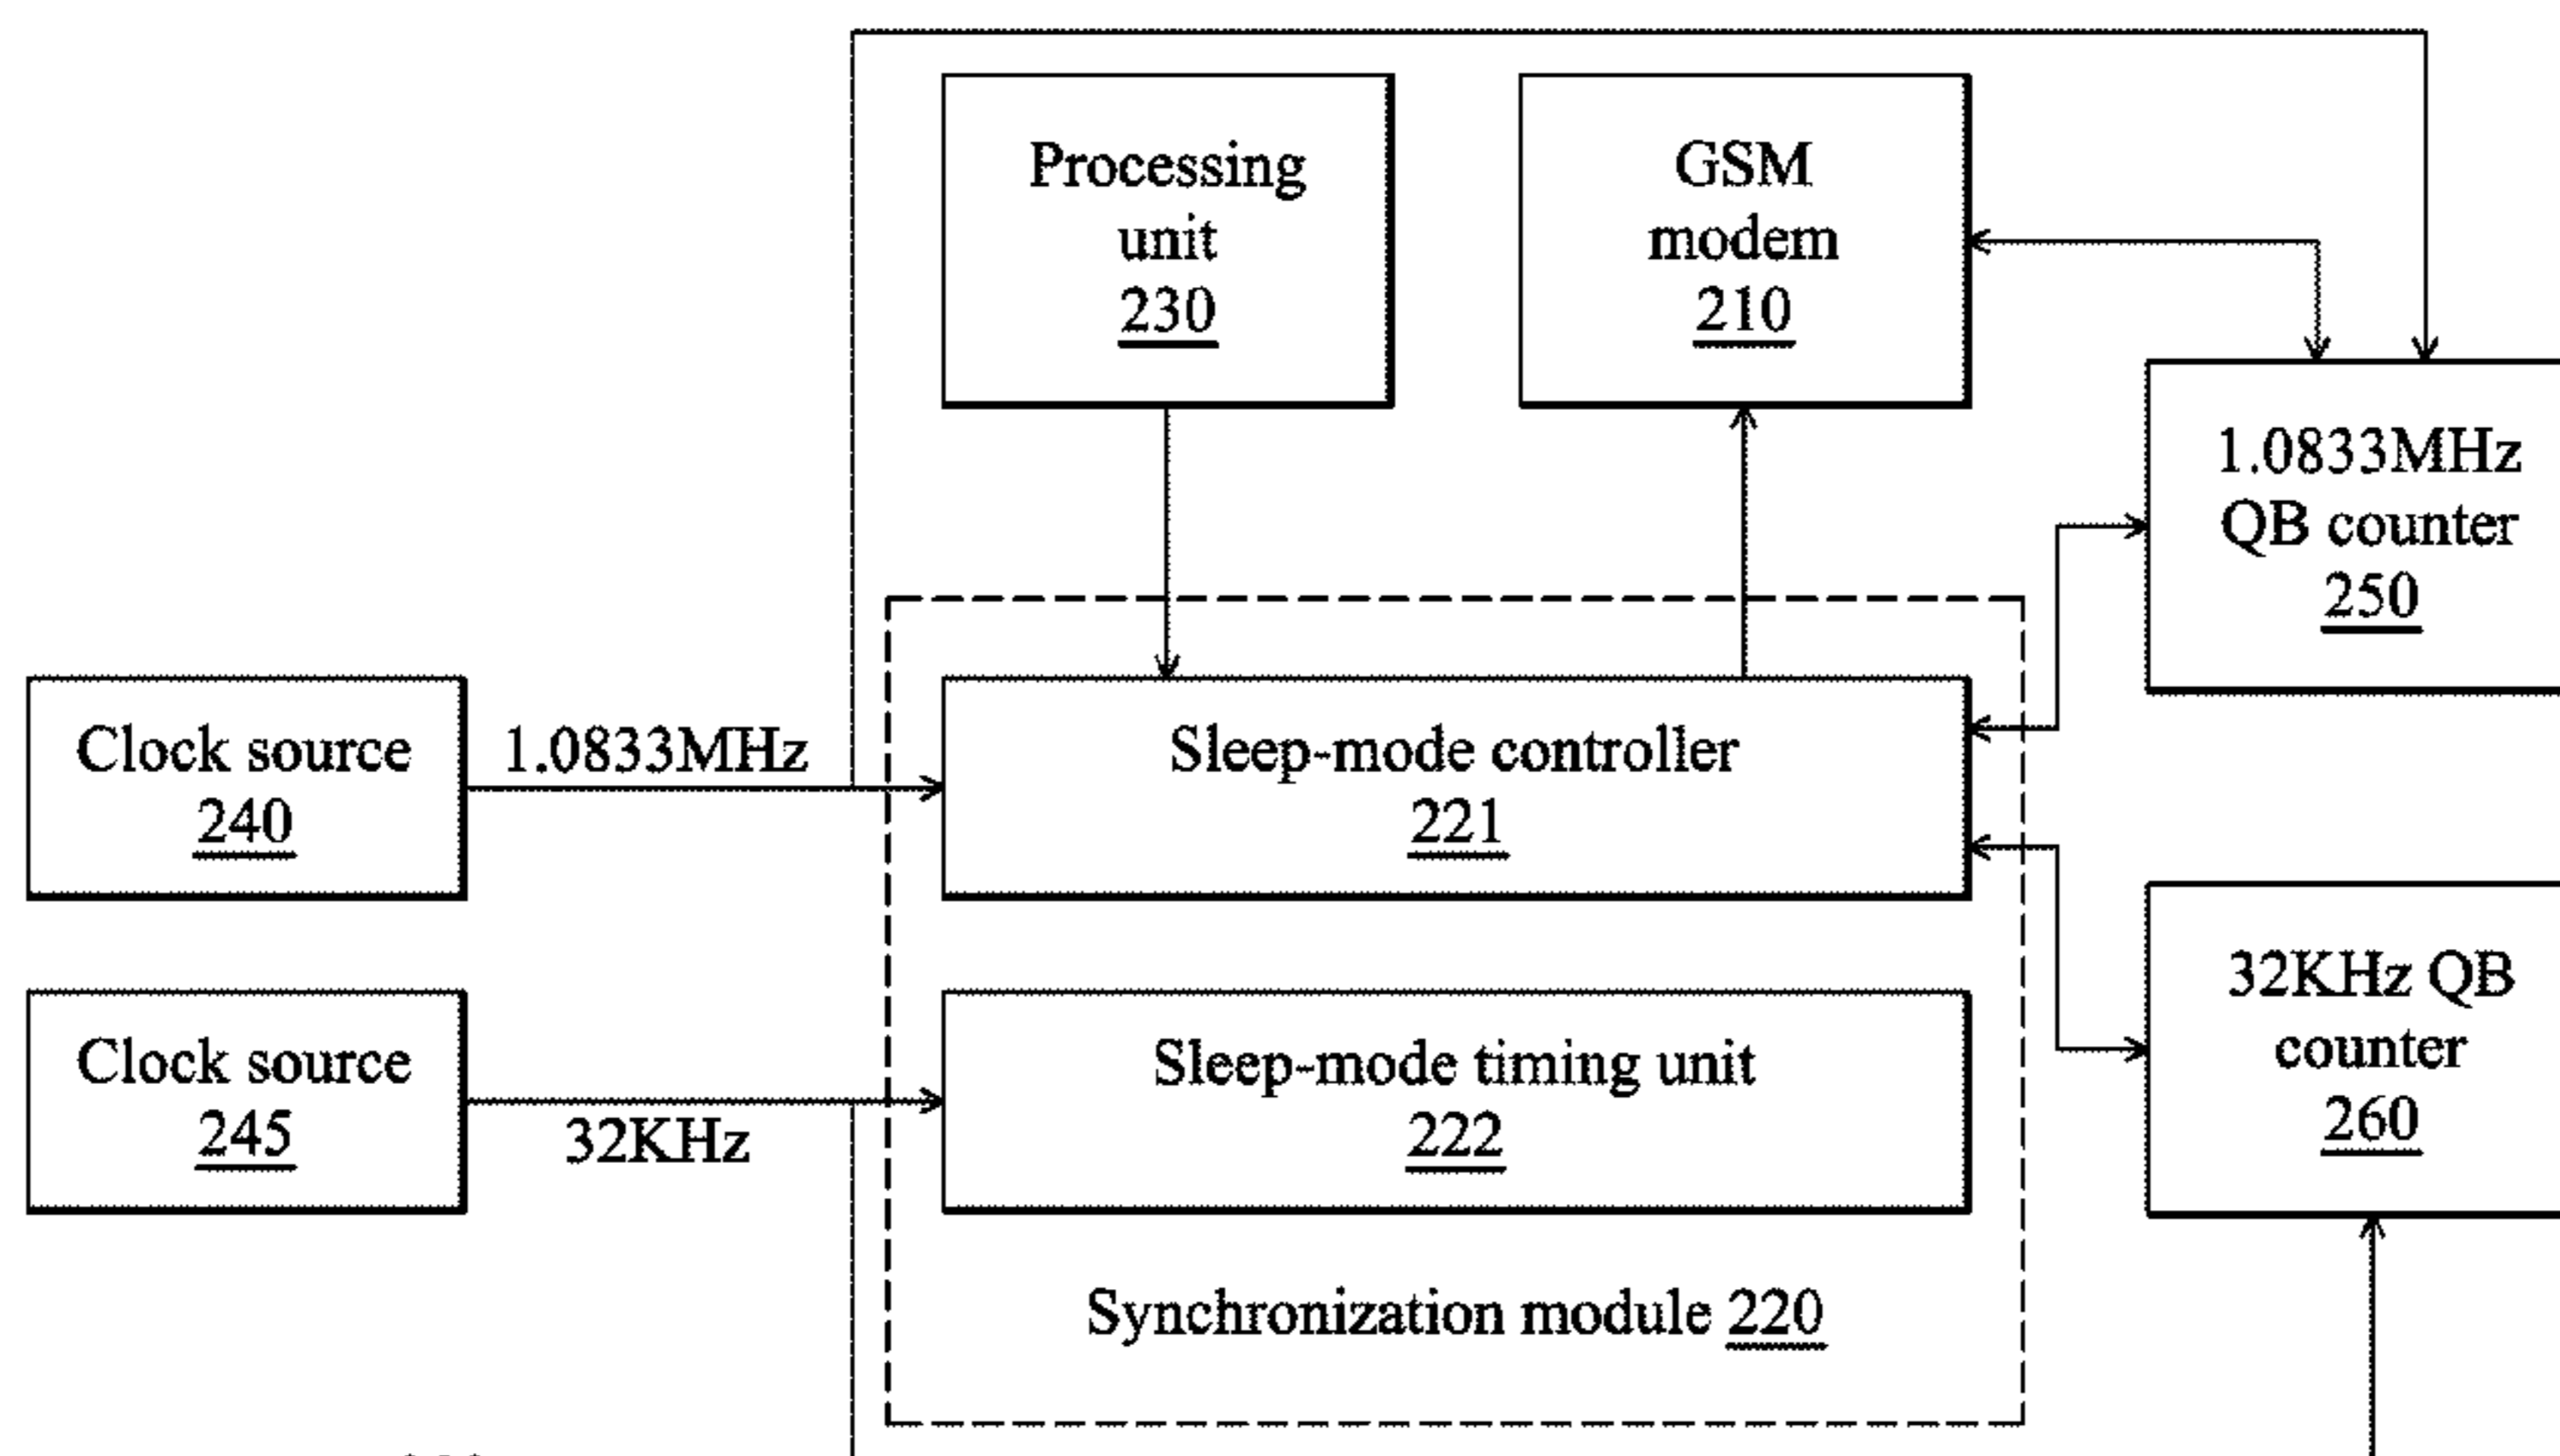 Processing
unit
230
GSM
modem
210
1.0833MHz
QB counter
250
Clock source
240
1.0833MHz
Sleep-mode controller
221
32KHz QB
counter
260
Clock source
245
32KHz
Sleep-mode timing unit
222
Synchronization module 220